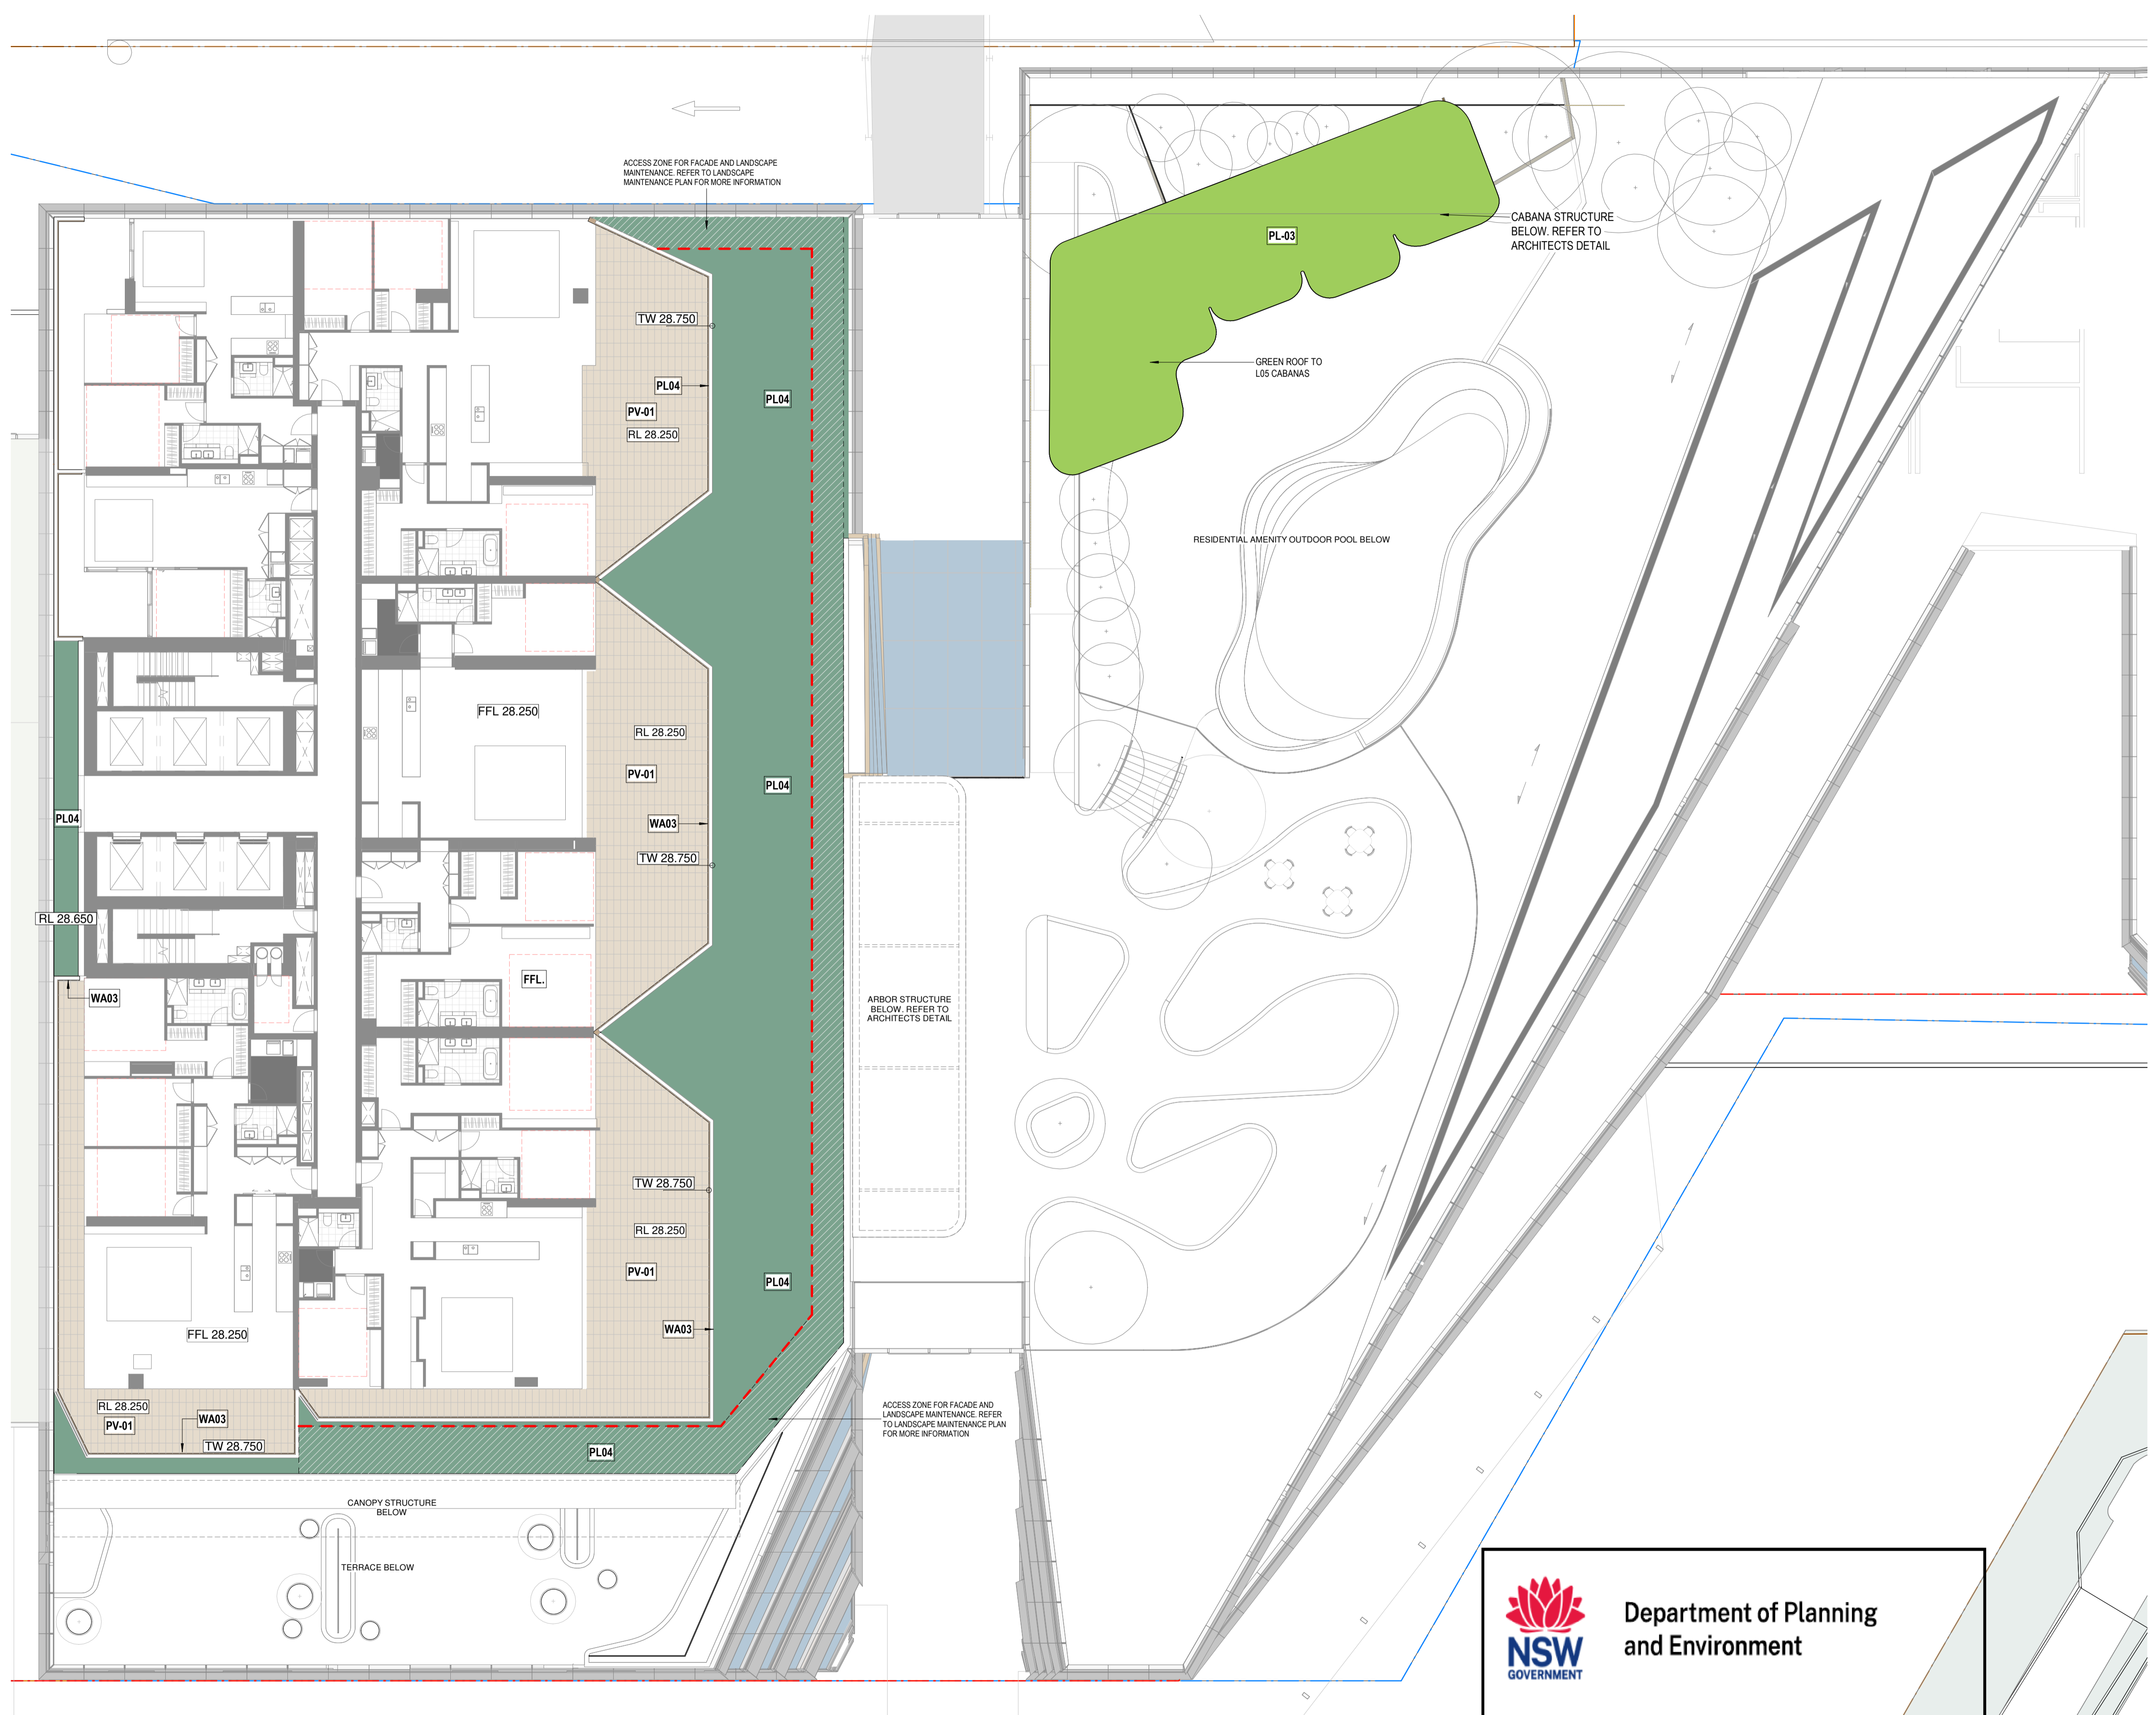 ACCESS ZONE FOR FACADE AND LANDSCAPE
MAINTENANCE. REFER TO LANDSCAPE
MAINTENANCE PLAN FOR MORE INFORMATION
CABANA STRUCTURE
BELOW. REFER TO
ARCHITECTS DETAIL
PL-03
TW 28.750
GREEN ROOF TO
L05 CABANAS
PL04
PL04
PV-01
RL 28.250
RESIDENTIAL AMENITY OUTDOOR POOL BELOW
FFL 28.250
RL 28.250
PV-01
PL04
PL04
WA03
TW 28.750
RL 28.650
FFL.
WA03
ARBOR STRUCTURE
BELOW. REFER TO
ARCHITECTS DETAIL
TW 28.750
RL 28.250
PV-01
PL04
WA03
FFL 28.250
RL 28.250
PV-01
WA03
TW 28.750
PL04
ACCESS ZONE FOR FACADE AND
LANDSCAPE MAINTENANCE. REFER
TO LANDSCAPE MAINTENANCE PLAN
FOR MORE INFORMATION
CANOPY STRUCTURE
BELOW
TERRACE BELOW
NSW
GOVERNMENT
Department of Planning
and Environment